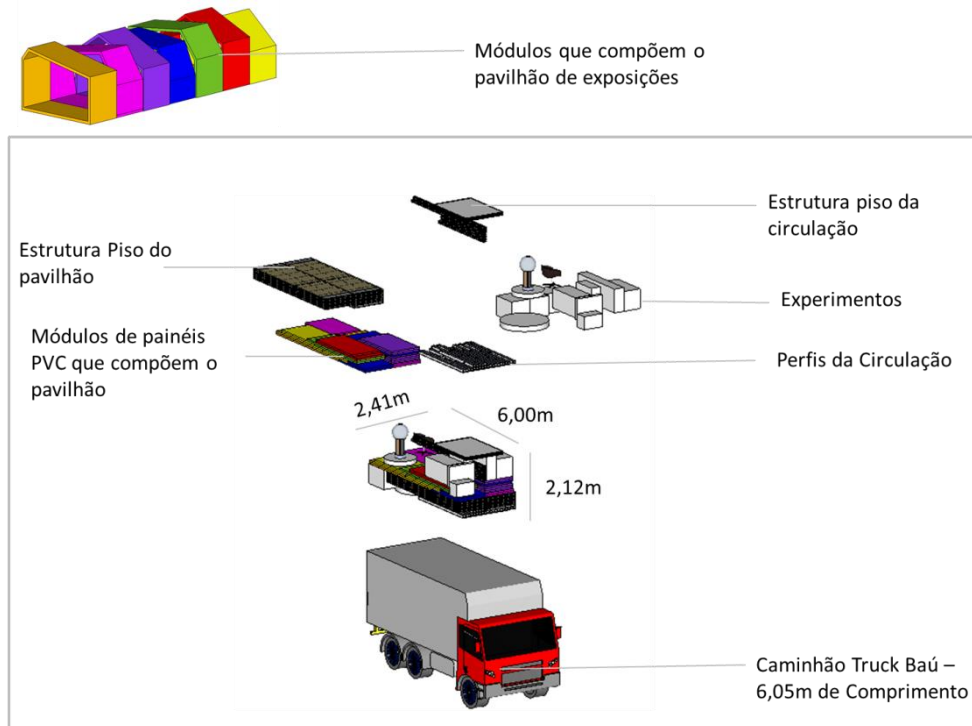 Módulos que compõem o
pavilhão de exposições
Estrutura piso da
circulação
Estrutura Piso do
pavilhão
Experimentos
Módulos de painéis
PVC que compõem o
pavilhão
Perfis da Circulação
2,41m
6,00m
2,12m
Caminhão Truck Baú –
6,05m de Comprimento